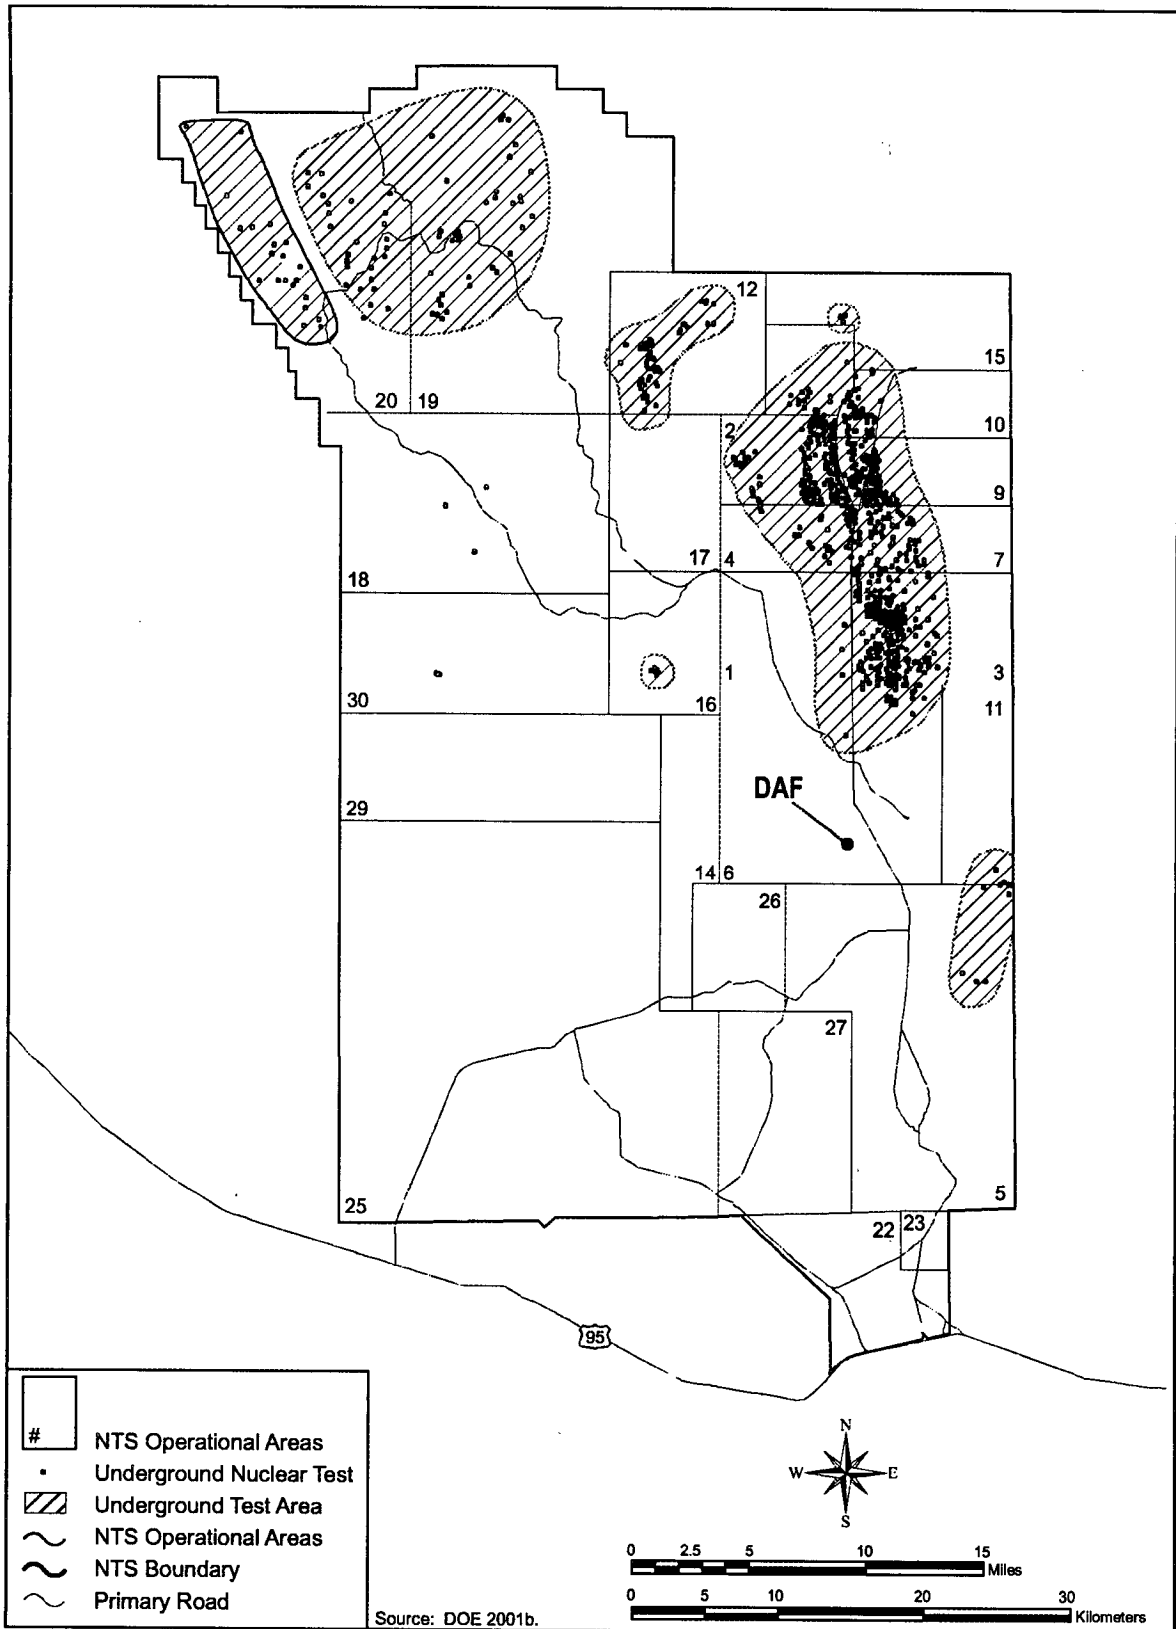 12
15
20 19
10
2
9
17 4
7
18
1
3
30
16
11
DAF
29
14 6
26
27
25
5
22 23
95
#
NTS Operational Areas
Underground Nuclear Test
Underground Test Area
NTS Operational Areas
NTS Boundary
Primary Road
Source: DOE 2001b.
N
W E
S
0 2.5 5 10 15
Miles
0 5 10 20 30
Kilometers